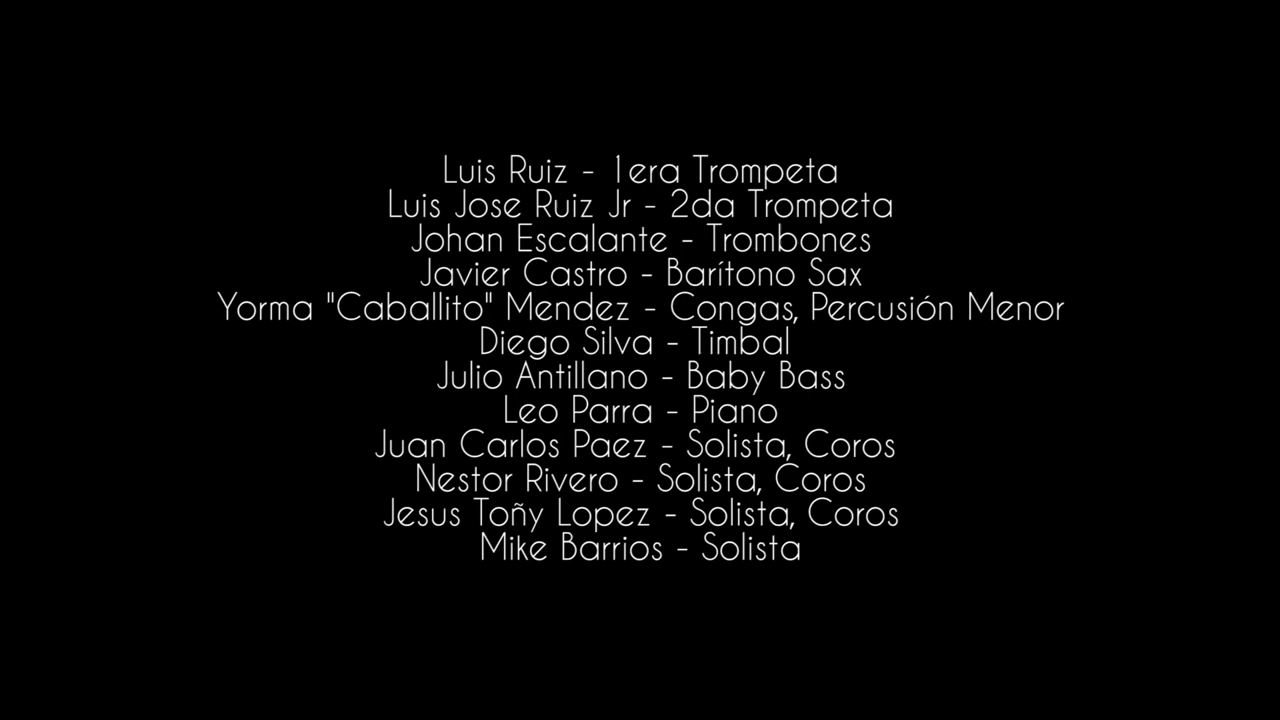 Luis Ruiz - 1era Trompeta
Luis Jose Ruiz Jr - 2da Trompeta
Johan Escalante - Trombones
Javier Castro - Barítono Sax
Yorma "Caballito" Mendez - Congas, Percusión Menor
Diego Silva - Timbal
Julio Antillano - Baby Bass
Leo Parra - Piano
Juan Carlos Paez - Solista, Coros
Nestor Rivero - Solista, Coros
Jesus Toñy Lopez - Solista, Coros
Mike Barrios - Solista